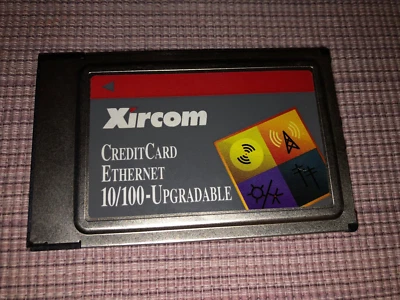 Xircom
CREDITCARD
ETHERNET
10/100-UPGRADABLE